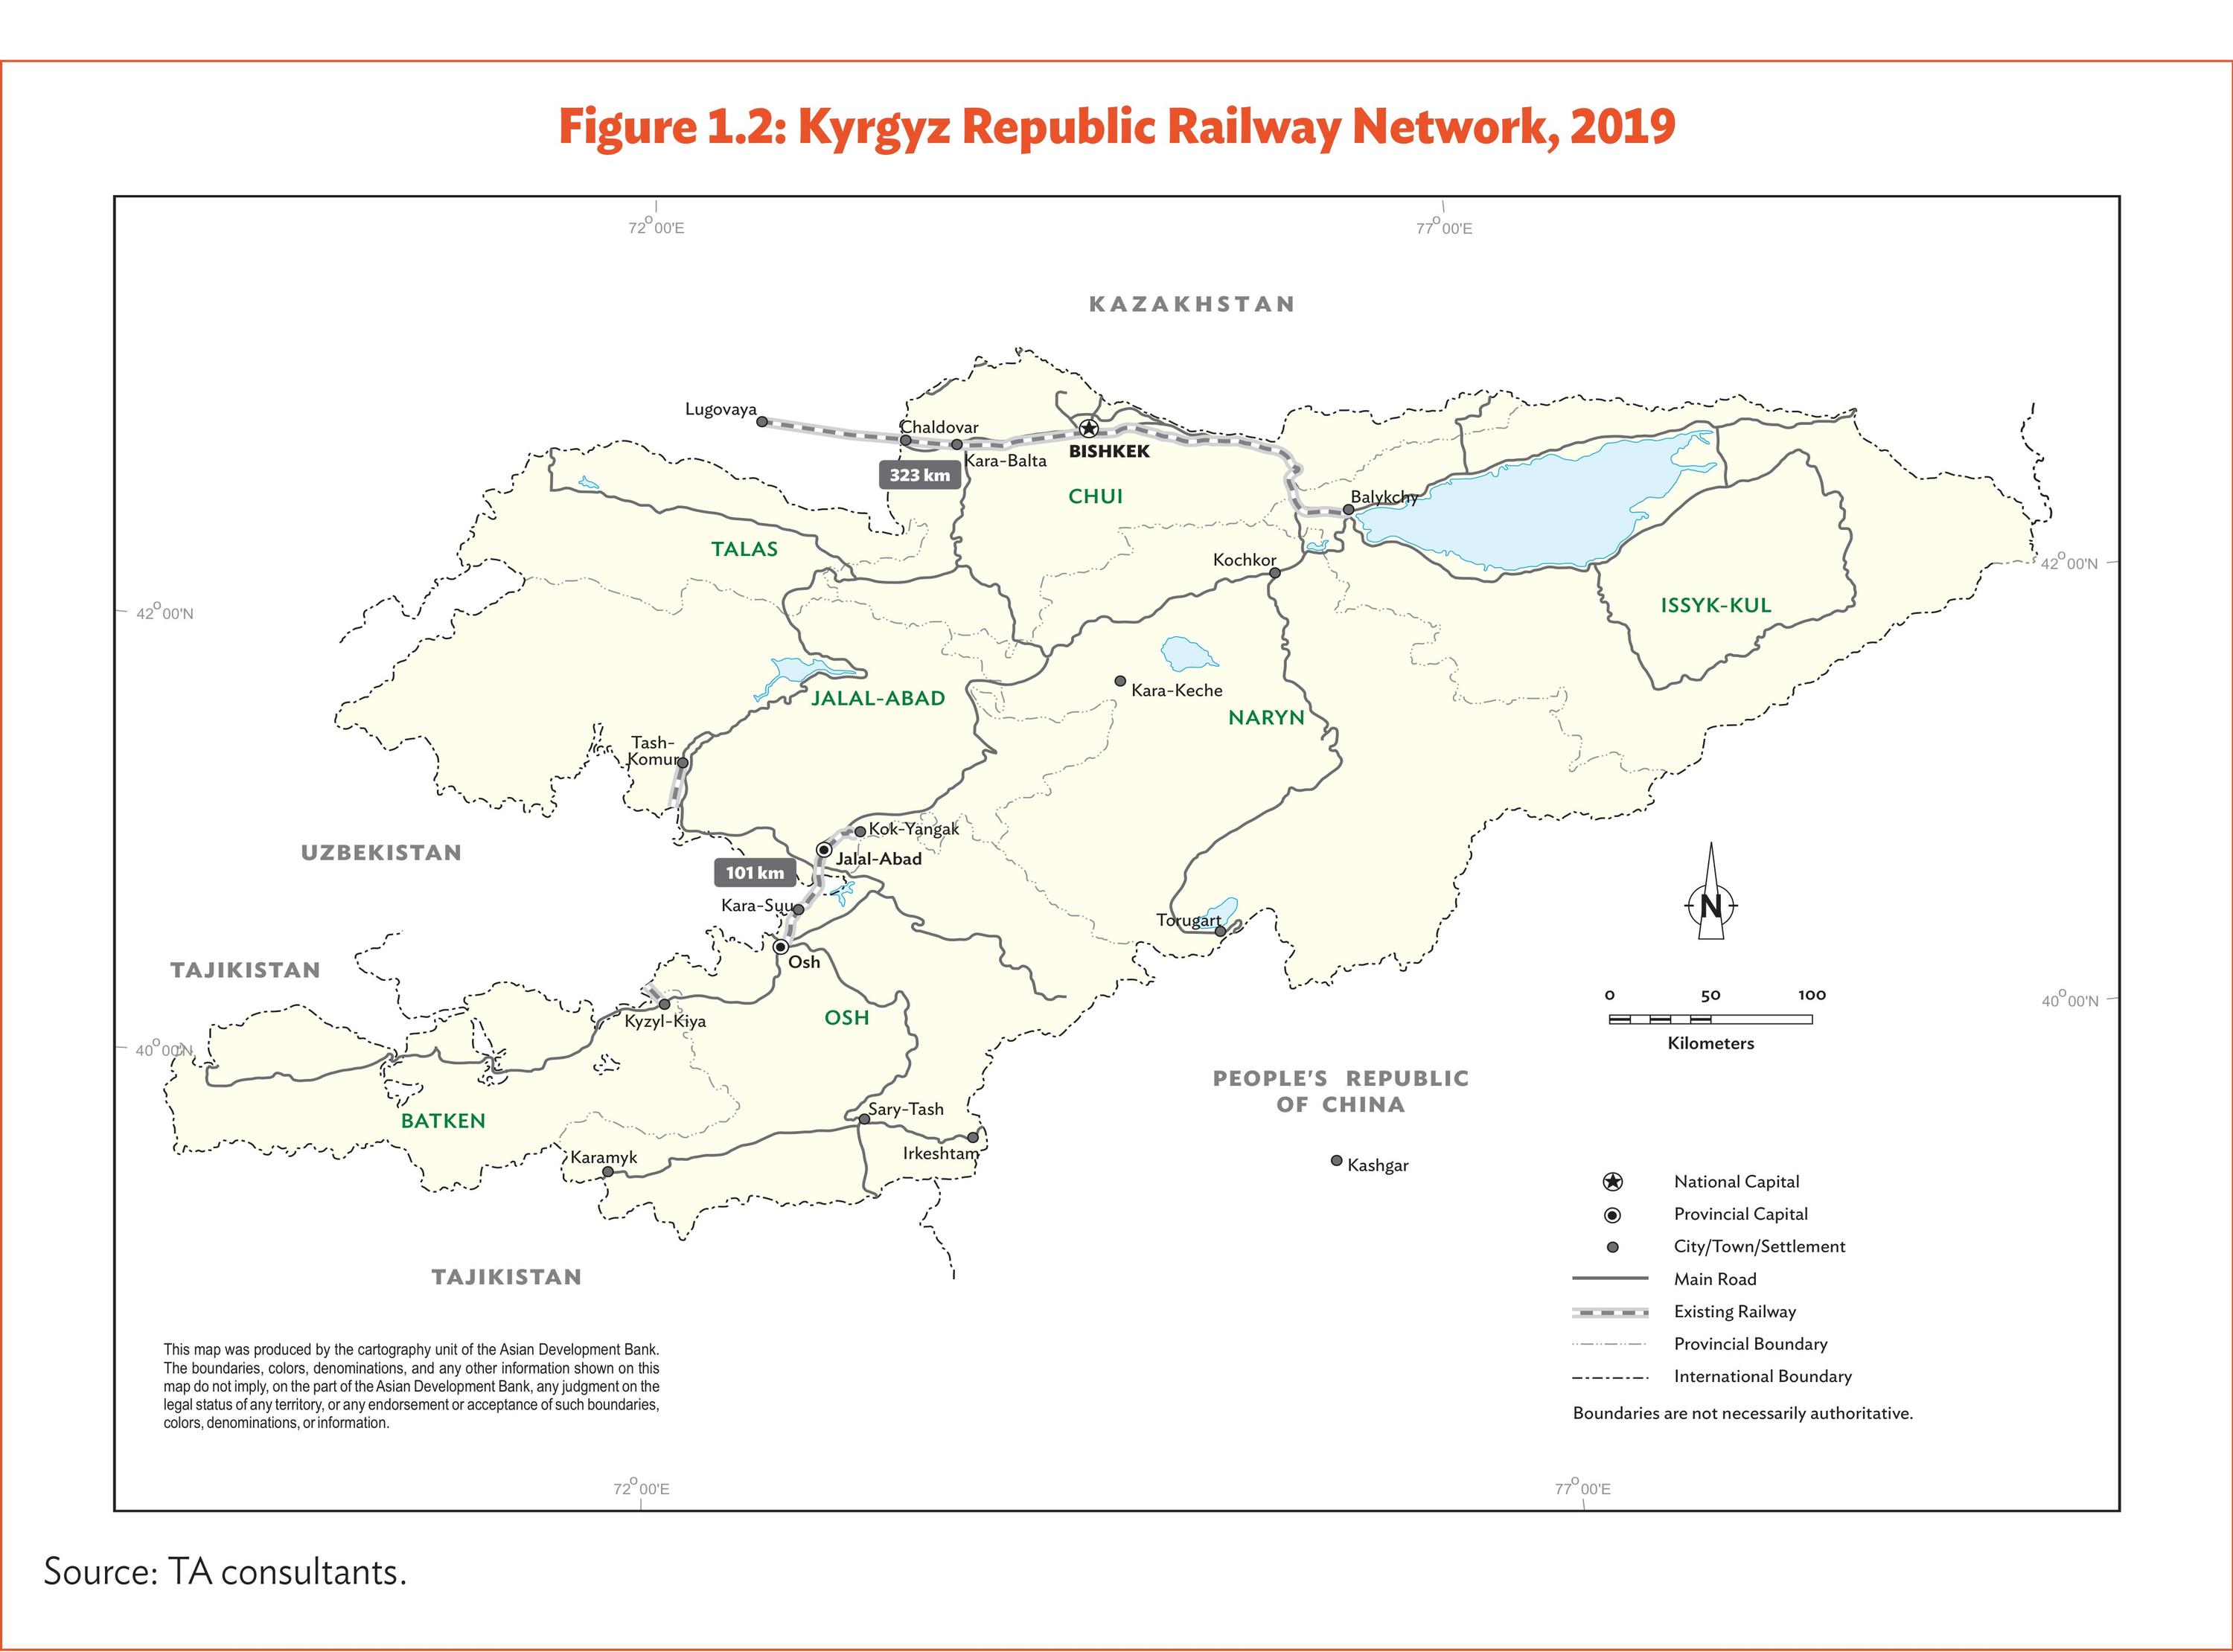 Figure 1.2: Kyrgyz Republic Railway Network, 2019
72°00'E
77°00'E
KAZAKHSTAN
Lugovaya
Chaldovar
Kara-Balta
BISHKEK
323 km
CHUI
Balykchy
TALAS
Kochkor
42°00'N
42°00'N
ISSYK-KUL
Kara-Keche
JALAL-ABAD
NARYN
Tash-
Komur
Kok-Yangak
UZBEKISTAN
Jalal-Abad
101 km
Kara-Suu
N
Torugart
TAJIKISTAN
Osh
0 50 100
Kilometers
40°00'N
Kyzyl-Kiya
OSH
40°00'N
PEOPLE'S REPUBLIC
OF CHINA
BATKEN
Sary-Tash
Irkeshtam
Karamyk
Kashgar
National Capital
Provincial Capital
City/Town/Settlement
TAJIKISTAN
Main Road
Existing Railway
Provincial Boundary
International Boundary
Boundaries are not necessarily authoritative.
This map was produced by the cartography unit of the Asian Development Bank.
The boundaries, colors, denominations, and any other information shown on this
map do not imply, on the part of the Asian Development Bank, any judgment on the
legal status of any territory, or any endorsement or acceptance of such boundaries,
colors, denominations, or information.
72°00'E
77°00'E
Source: TA consultants.